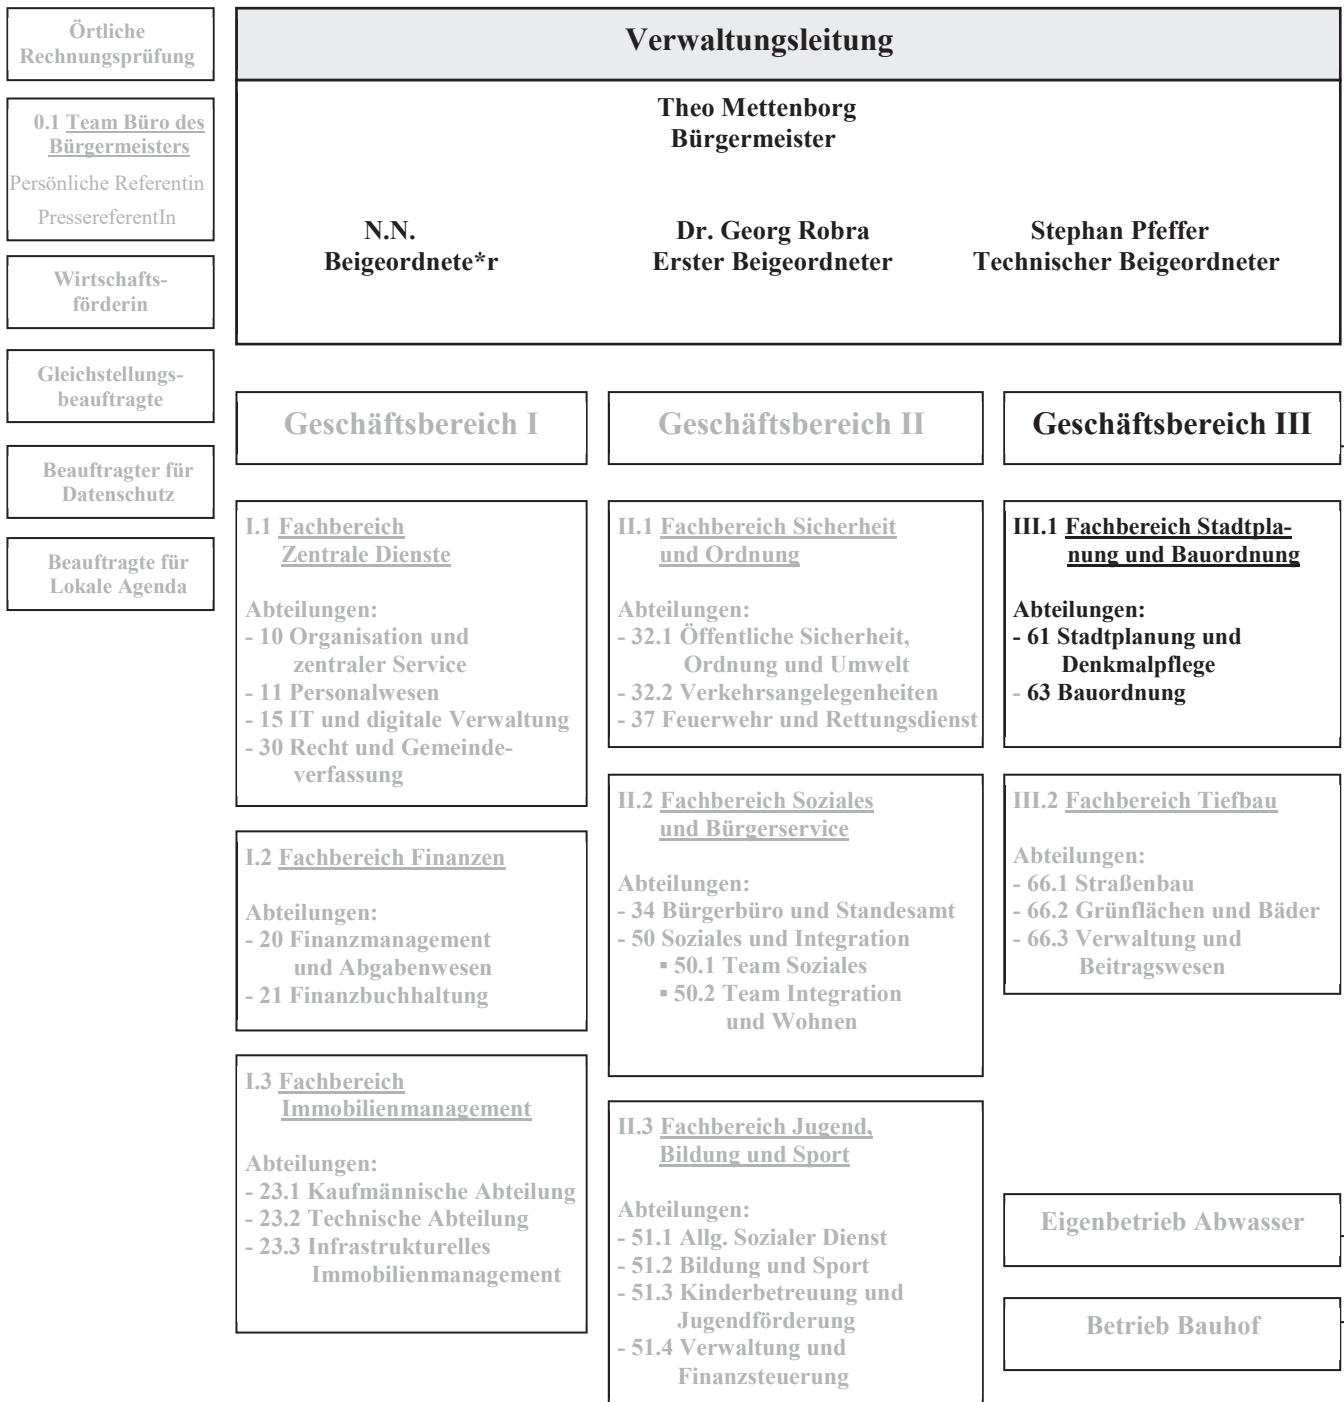 Örtliche
Rechnungsprüfung
0.1 Team Büro des
Bürgermeisters
Persönliche Referentin
PressereferentIn
Wirtschafts-
förderin
Gleichstellungs-
beauftragte
Beauftragter für
Datenschutz
Beauftragte für
Lokale Agenda
Verwaltungsleitung
Theo Mettenborg
Bürgermeister
N.N.
Beigeordnete*r
Dr. Georg Robra
Erster Beigeordneter
Stephan Pfeffer
Technischer Beigeordneter
Geschäftsbereich I
I.1 Fachbereich
Zentrale Dienste
Abteilungen:
- 10 Organisation und
zentraler Service
- 11 Personalwesen
- 15 IT und digitale Verwaltung
- 30 Recht und Gemeinde-
verfassung
I.2 Fachbereich Finanzen
Abteilungen:
- 20 Finanzmanagement
und Abgabenwesen
- 21 Finanzbuchhaltung
I.3 Fachbereich
Immobilienmanagement
Abteilungen:
- 23.1 Kaufmännische Abteilung
- 23.2 Technische Abteilung
- 23.3 Infrastrukturelles
Immobilienmanagement
Geschäftsbereich II
II.1 Fachbereich Sicherheit
und Ordnung
Abteilungen:
- 32.1 Öffentliche Sicherheit,
Ordnung und Umwelt
- 32.2 Verkehrsangelegenheiten
- 37 Feuerwehr und Rettungsdienst
II.2 Fachbereich Soziales
und Bürgerservice
Abteilungen:
- 34 Bürgerbüro und Standesamt
- 50 Soziales und Integration
▪ 50.1 Team Soziales
▪ 50.2 Team Integration
und Wohnen
II.3 Fachbereich Jugend,
Bildung und Sport
Abteilungen:
- 51.1 Allg. Sozialer Dienst
- 51.2 Bildung und Sport
- 51.3 Kinderbetreuung und
Jugendförderung
- 51.4 Verwaltung und
Finanzsteuerung
Geschäftsbereich III
III.1 Fachbereich Stadtpla-
nung und Bauordnung
Abteilungen:
- 61 Stadtplanung und
Denkmalpflege
- 63 Bauordnung
III.2 Fachbereich Tiefbau
Abteilungen:
- 66.1 Straßenbau
- 66.2 Grünflächen und Bäder
- 66.3 Verwaltung und
Beitragswesen
Eigenbetrieb Abwasser
Betrieb Bauhof